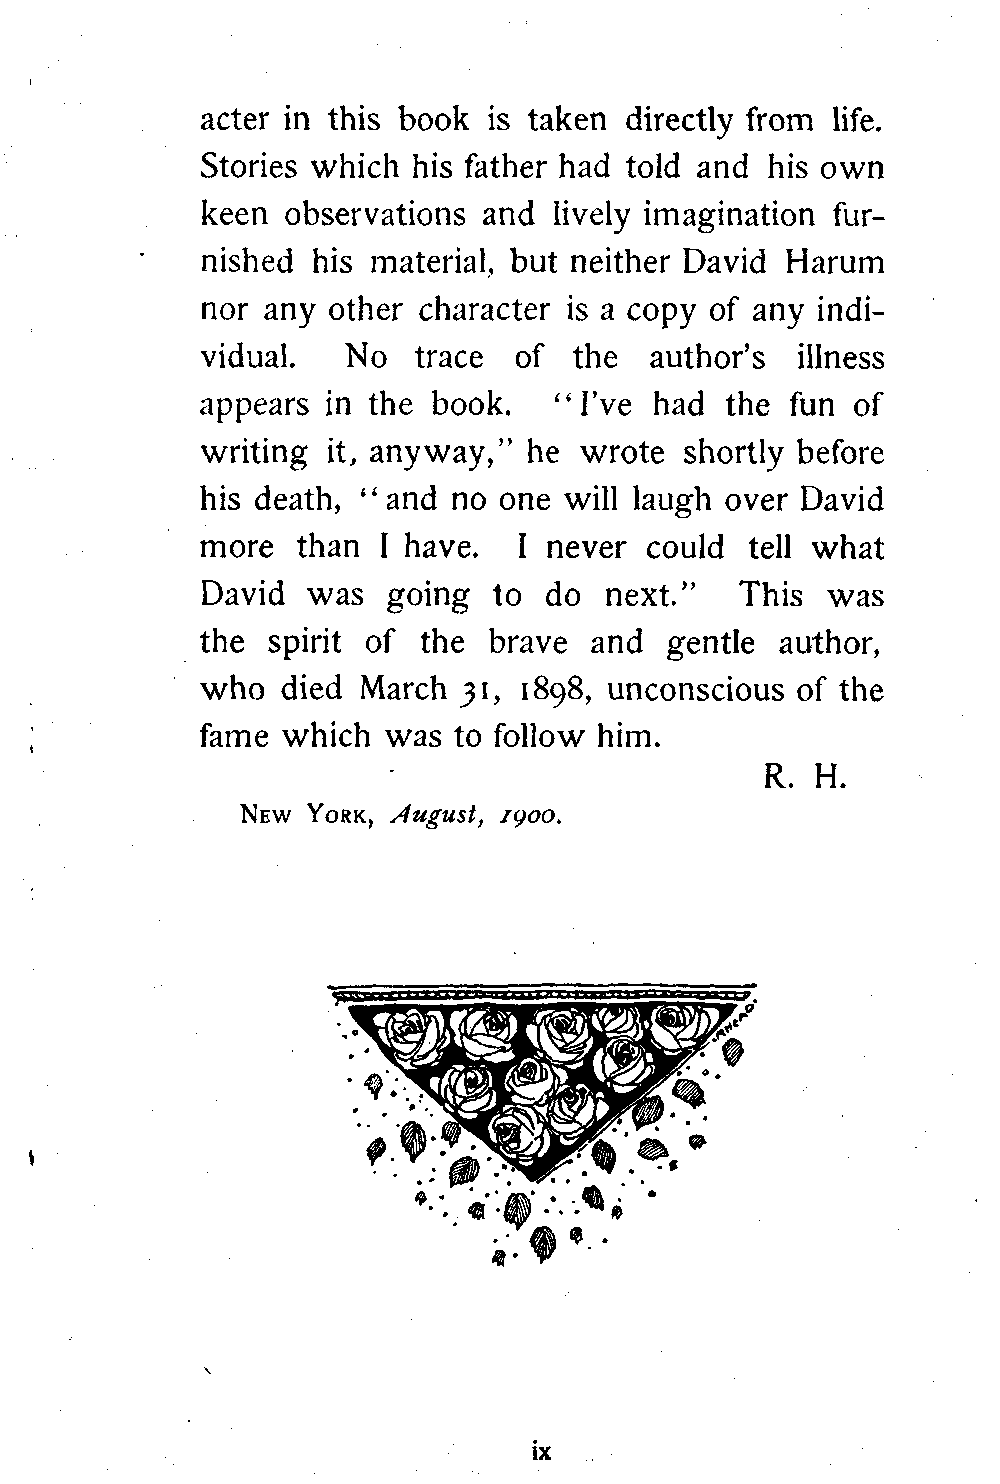 acter in this book is taken directly from life.
Stories which his father had told and his own
keen observations and lively imagination fur-
nished his material, but neither David Harum
nor any other character is a copy of any indi-
vidual. No trace of the author's illness
appears in the book. "I've had the fun of
writing it, anyway," he wrote shortly before
his death, "and no one will laugh over David
more than I have. I never could tell what
David was going to do next." This was
the spirit of the brave and gentle author,
who died March 31, 1898, unconscious of the
fame which was to follow him.
R. H.
NEW YORK, August, 1900.
ix